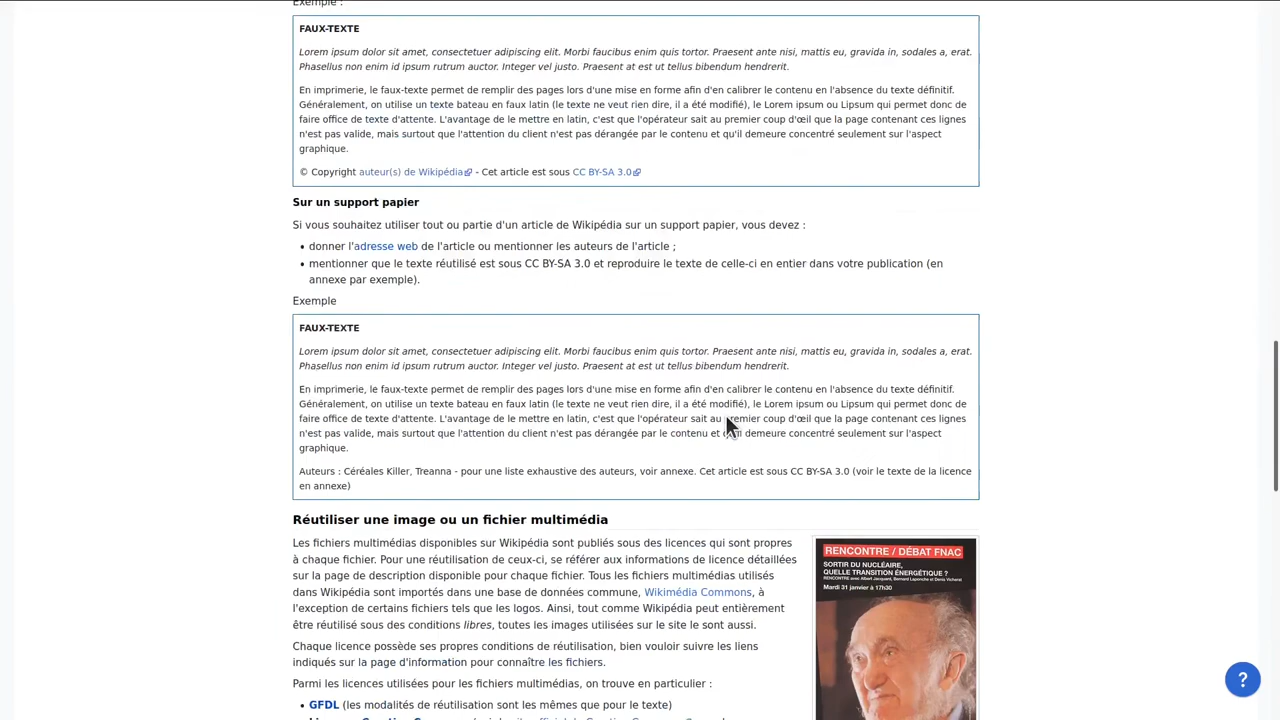 Exemple :
FAUX-TEXTE
Lorem ipsum dolor sit amet, consectetuer adipiscing elit. Morbi faucibus enim quis tortor. Praesent ante nisi, mattis eu, gravida in, sodales a, erat.
Phasellus non enim id ipsum rutrum auctor. Integer vel justo. Praesent at est ut tellus bibendum hendrerit.
En imprimerie, le faux-texte permet de remplir des pages lors d'une mise en forme afin d'en calibrer le contenu en l'absence du texte définitif.
Généralement, on utilise un texte bateau en faux latin (le texte ne veut rien dire, il a été modifié), le Lorem ipsum ou Lipsum qui permet donc de
faire office de texte d'attente. L'avantage de le mettre en latin, c'est que l'opérateur sait au premier coup d'œil que la page contenant ces lignes
n'est pas valide, mais surtout que l'attention du client n'est pas dérangée par le contenu et qu'il demeure concentré seulement sur l'aspect
graphique.
© Copyright auteur(s) de Wikipédia - Cet article est sous CC BY-SA 3.0
Sur un support papier
Si vous souhaitez utiliser tout ou partie d'un article de Wikipédia sur un support papier, vous devez :
• donner l'adresse web de l'article ou mentionner les auteurs de l'article ;
• mentionner que le texte réutilisé est sous CC BY-SA 3.0 et reproduire le texte de celle-ci en entier dans votre publication (en
annexe par exemple).
Exemple
FAUX-TEXTE
Lorem ipsum dolor sit amet, consectetuer adipiscing elit. Morbi faucibus enim quis tortor. Praesent ante nisi, mattis eu, gravida in, sodales a, erat.
Phasellus non enim id ipsum rutrum auctor. Integer vel justo. Praesent at est ut tellus bibendum hendrerit.
En imprimerie, le faux-texte permet de remplir des pages lors d'une mise en forme afin d'en calibrer le contenu en l'absence du texte définitif.
Généralement, on utilise un texte bateau en faux latin (le texte ne veut rien dire, il a été modifié), le Lorem ipsum ou Lipsum qui permet donc de
faire office de texte d'attente. L'avantage de le mettre en latin, c'est que l'opérateur sait au premier coup d'œil que la page contenant ces lignes
n'est pas valide, mais surtout que l'attention du client n'est pas dérangée par le contenu et demeure concentré seulement sur l'aspect
graphique.
Auteurs : Céréales Killer, Treanna - pour une liste exhaustive des auteurs, voir annexe. Cet article est sous CC BY-SA 3.0 (voir le texte de la licence
en annexe)
Réutiliser une image ou un fichier multimédia
Les fichiers multimédias disponibles sur Wikipédia sont publiés sous des licences qui sont propres
à chaque fichier. Pour une réutilisation de ceux-ci, se référer aux informations de licence détaillées
sur la page de description disponible pour chaque fichier. Tous les fichiers multimédias utilisés
dans Wikipédia sont importés dans une base de données commune, Wikimédia Commons, à
l'exception de certains fichiers tels que les logos. Ainsi, tout comme Wikipédia peut entièrement
être réutilisé sous des conditions libres, toutes les images utilisées sur le site le sont aussi.
Chaque licence possède ses propres conditions de réutilisation, bien vouloir suivre les liens
indiqués sur la page d'information pour connaître les fichiers.
Parmi les licences utilisées pour les fichiers multimédias, on trouve en particulier :
• GFDL (les modalités de réutilisation sont les mêmes que pour le texte)
RENCONTRE / DÉBAT FNAC
SORTIR DU NUCLÉAIRE,
QUELLE TRANSITION ÉNERGÉTIQUE ?
RENCONTRE avec Albert Jacquard, Bernard Laponche et Denis
Mardi 31 janvier à 17h30
?